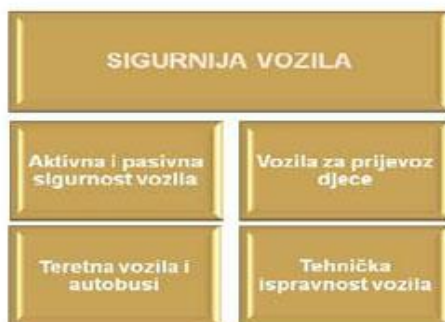 SIGURNIJA VOZILA
Aktivna i pasivna
sigurnost vozila
Vozila za prijevoz
djece
Teretna vozila i
autobusi
Tehnička
ispravnost vozila